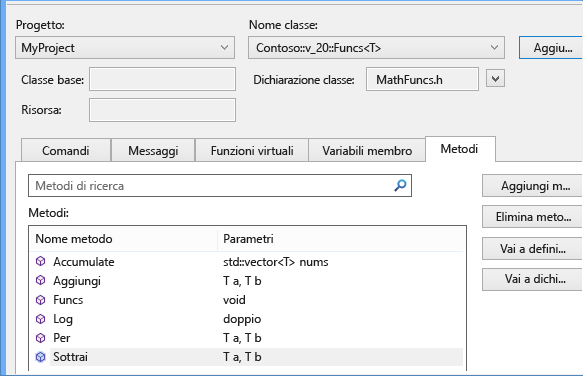 Progetto:
Nome classe:
MyProject
Contoso::v_20::Funcs<T>
Aggiu...
Classe base:
Dichiarazione classe:
MathFuncs.h
Risorsa:
Comandi
Messaggi
Funzioni virtuali
Variabili membro
Metodi
Metodi di ricerca
Aggiungi m...
Metodi:
Elimina meto...
Nome metodo Parametri
Vai a defini...
Accumulate std::vector<T> nums
Vai a dichi...
Aggiungi T a, T b
Funcs void
Log doppio
Per T a, T b
Sottrai T a, T b